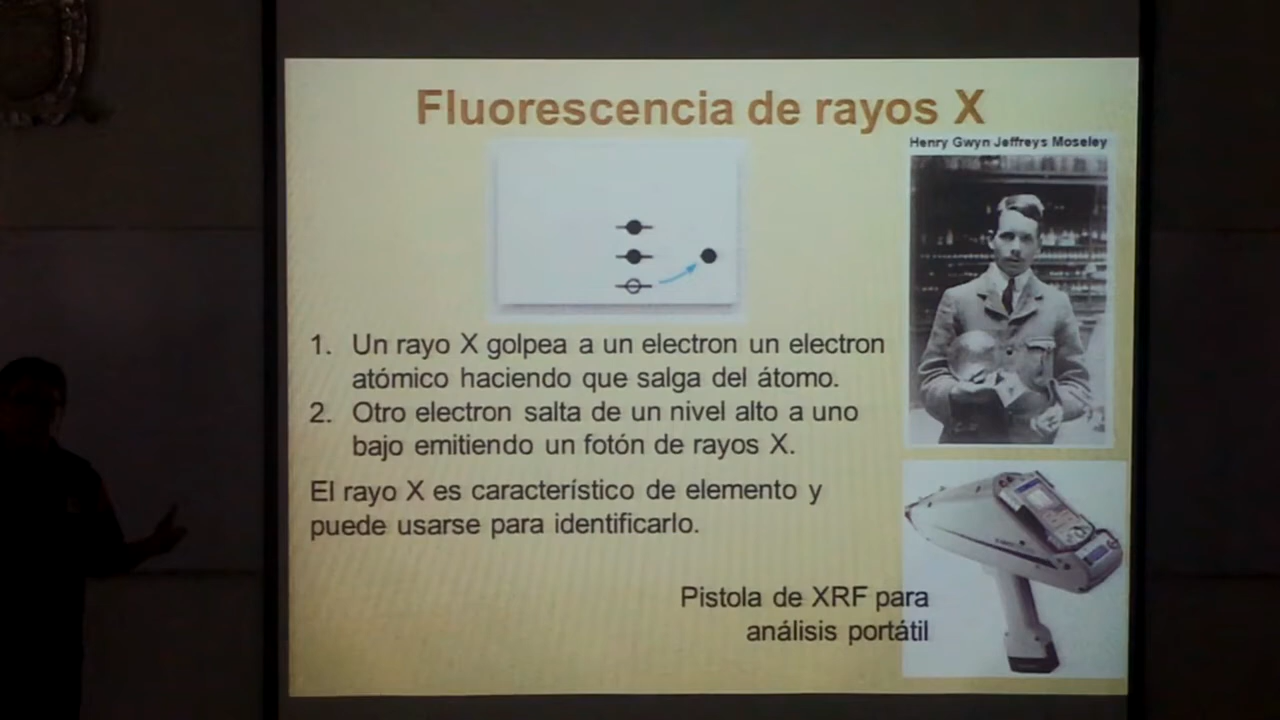 Fluorescencia de rayos X
Henry Gwyn Jeffreys Moseley
1. Un rayo X golpea a un electron un electron
atómico haciendo que salga del átomo.
2. Otro electron salta de un nivel alto a uno
bajo emitiendo un fotón de rayos X.
El rayo X es característico de elemento y
puede usarse para identificarlo.
Pistola de XRF para
análisis portátil